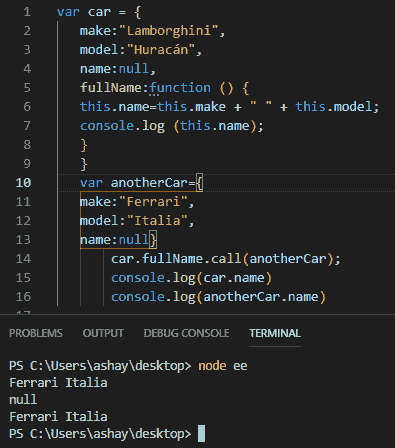 1 var car = {
2 make:"Lamborghini",
3 model:"Huracán",
4 name:null,
5 fullName:function () {
6 this.name=this.make + " " + this.model;
7 console.log (this.name);
8 }
9 }
10 var anotherCar={
11 make:"Ferrari",
12 model:"Italia",
13 name:null}
14 car.fullName.call(anotherCar);
15 console.log(car.name)
16 console.log(anotherCar.name)
17
PROBLEMS OUTPUT DEBUG CONSOLE TERMINAL
PS C:\Users\ashay\desktop> node ee
Ferrari Italia
null
Ferrari Italia
PS C:\Users\ashay\desktop>